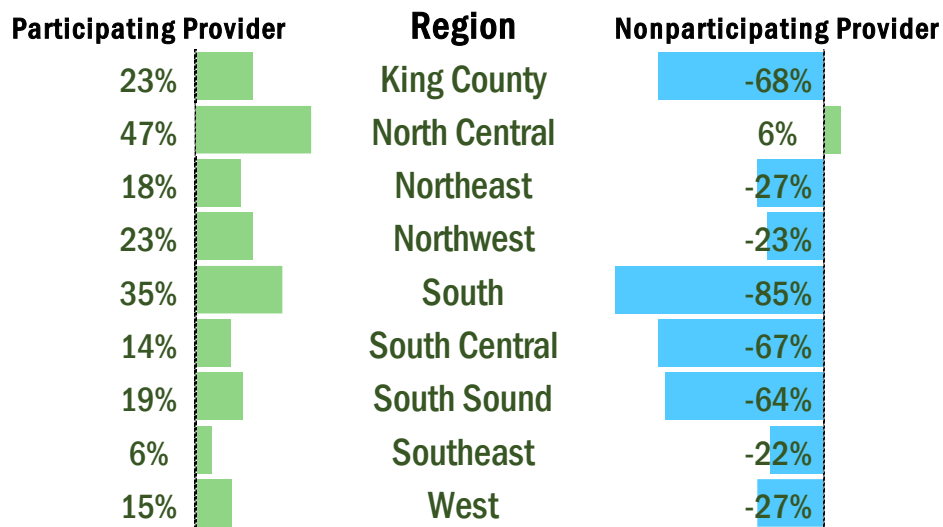 Participating Provider Region Nonparticipating Provider
23% King County -68%
47% North Central 6%
18% Northeast -27%
23% Northwest -23%
35% South -85%
14% South Central -67%
19% South Sound -64%
6% Southeast -22%
15% West -27%